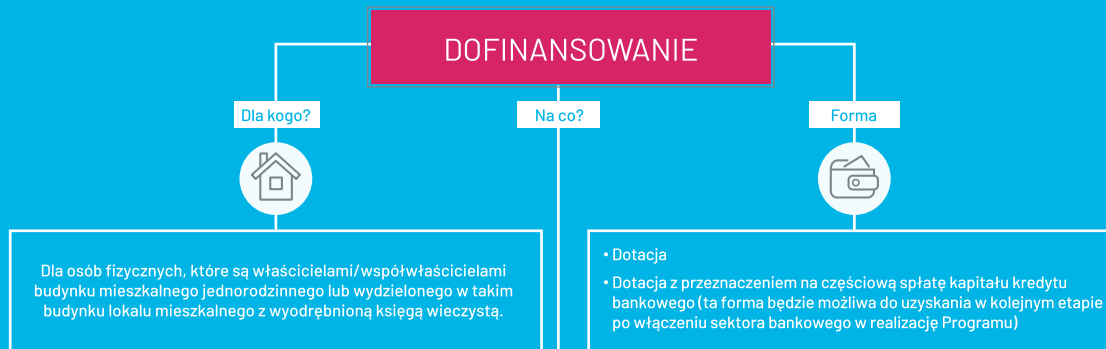 DOFINANSOWANIE
Dla kogo?
Na co?
Forma
Dla osób fizycznych, które są właścicielami/współwłaścicielami
budynku mieszkalnego jednorodzinnego lub wydzielonego w takim
budynku lokalu mieszkalnego z wyodrębnioną księgą wieczystą.
• Dotacja
• Dotacja z przeznaczeniem na częściową spłatę kapitału kredytu
bankowego (ta forma będzie możliwa do uzyskania w kolejnym etapie
po włączeniu sektora bankowego w realizację Programu)